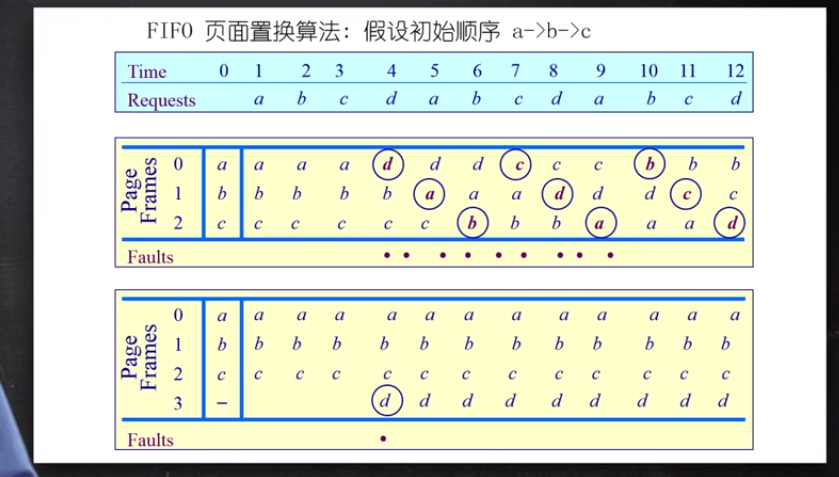 FIFO 页面置换算法: 假设初始顺序 a->b->c
Time 0 1 2 3 4 5 6 7 8 9 10 11 12
Requests a b c d a b c d a b c d
Page Frames
0 a a a a d d d c c c b b b
1 b b b b b a a a d d d c c
2 c c c c c c b b b a a a d
Faults • • • • • • • • •
Page Frames
0 a a a a a a a a a a a a a
1 b b b b b b b b b b b b b
2 c c c c c c c c c c c c c
3 – d d d d d d d d d
Faults •